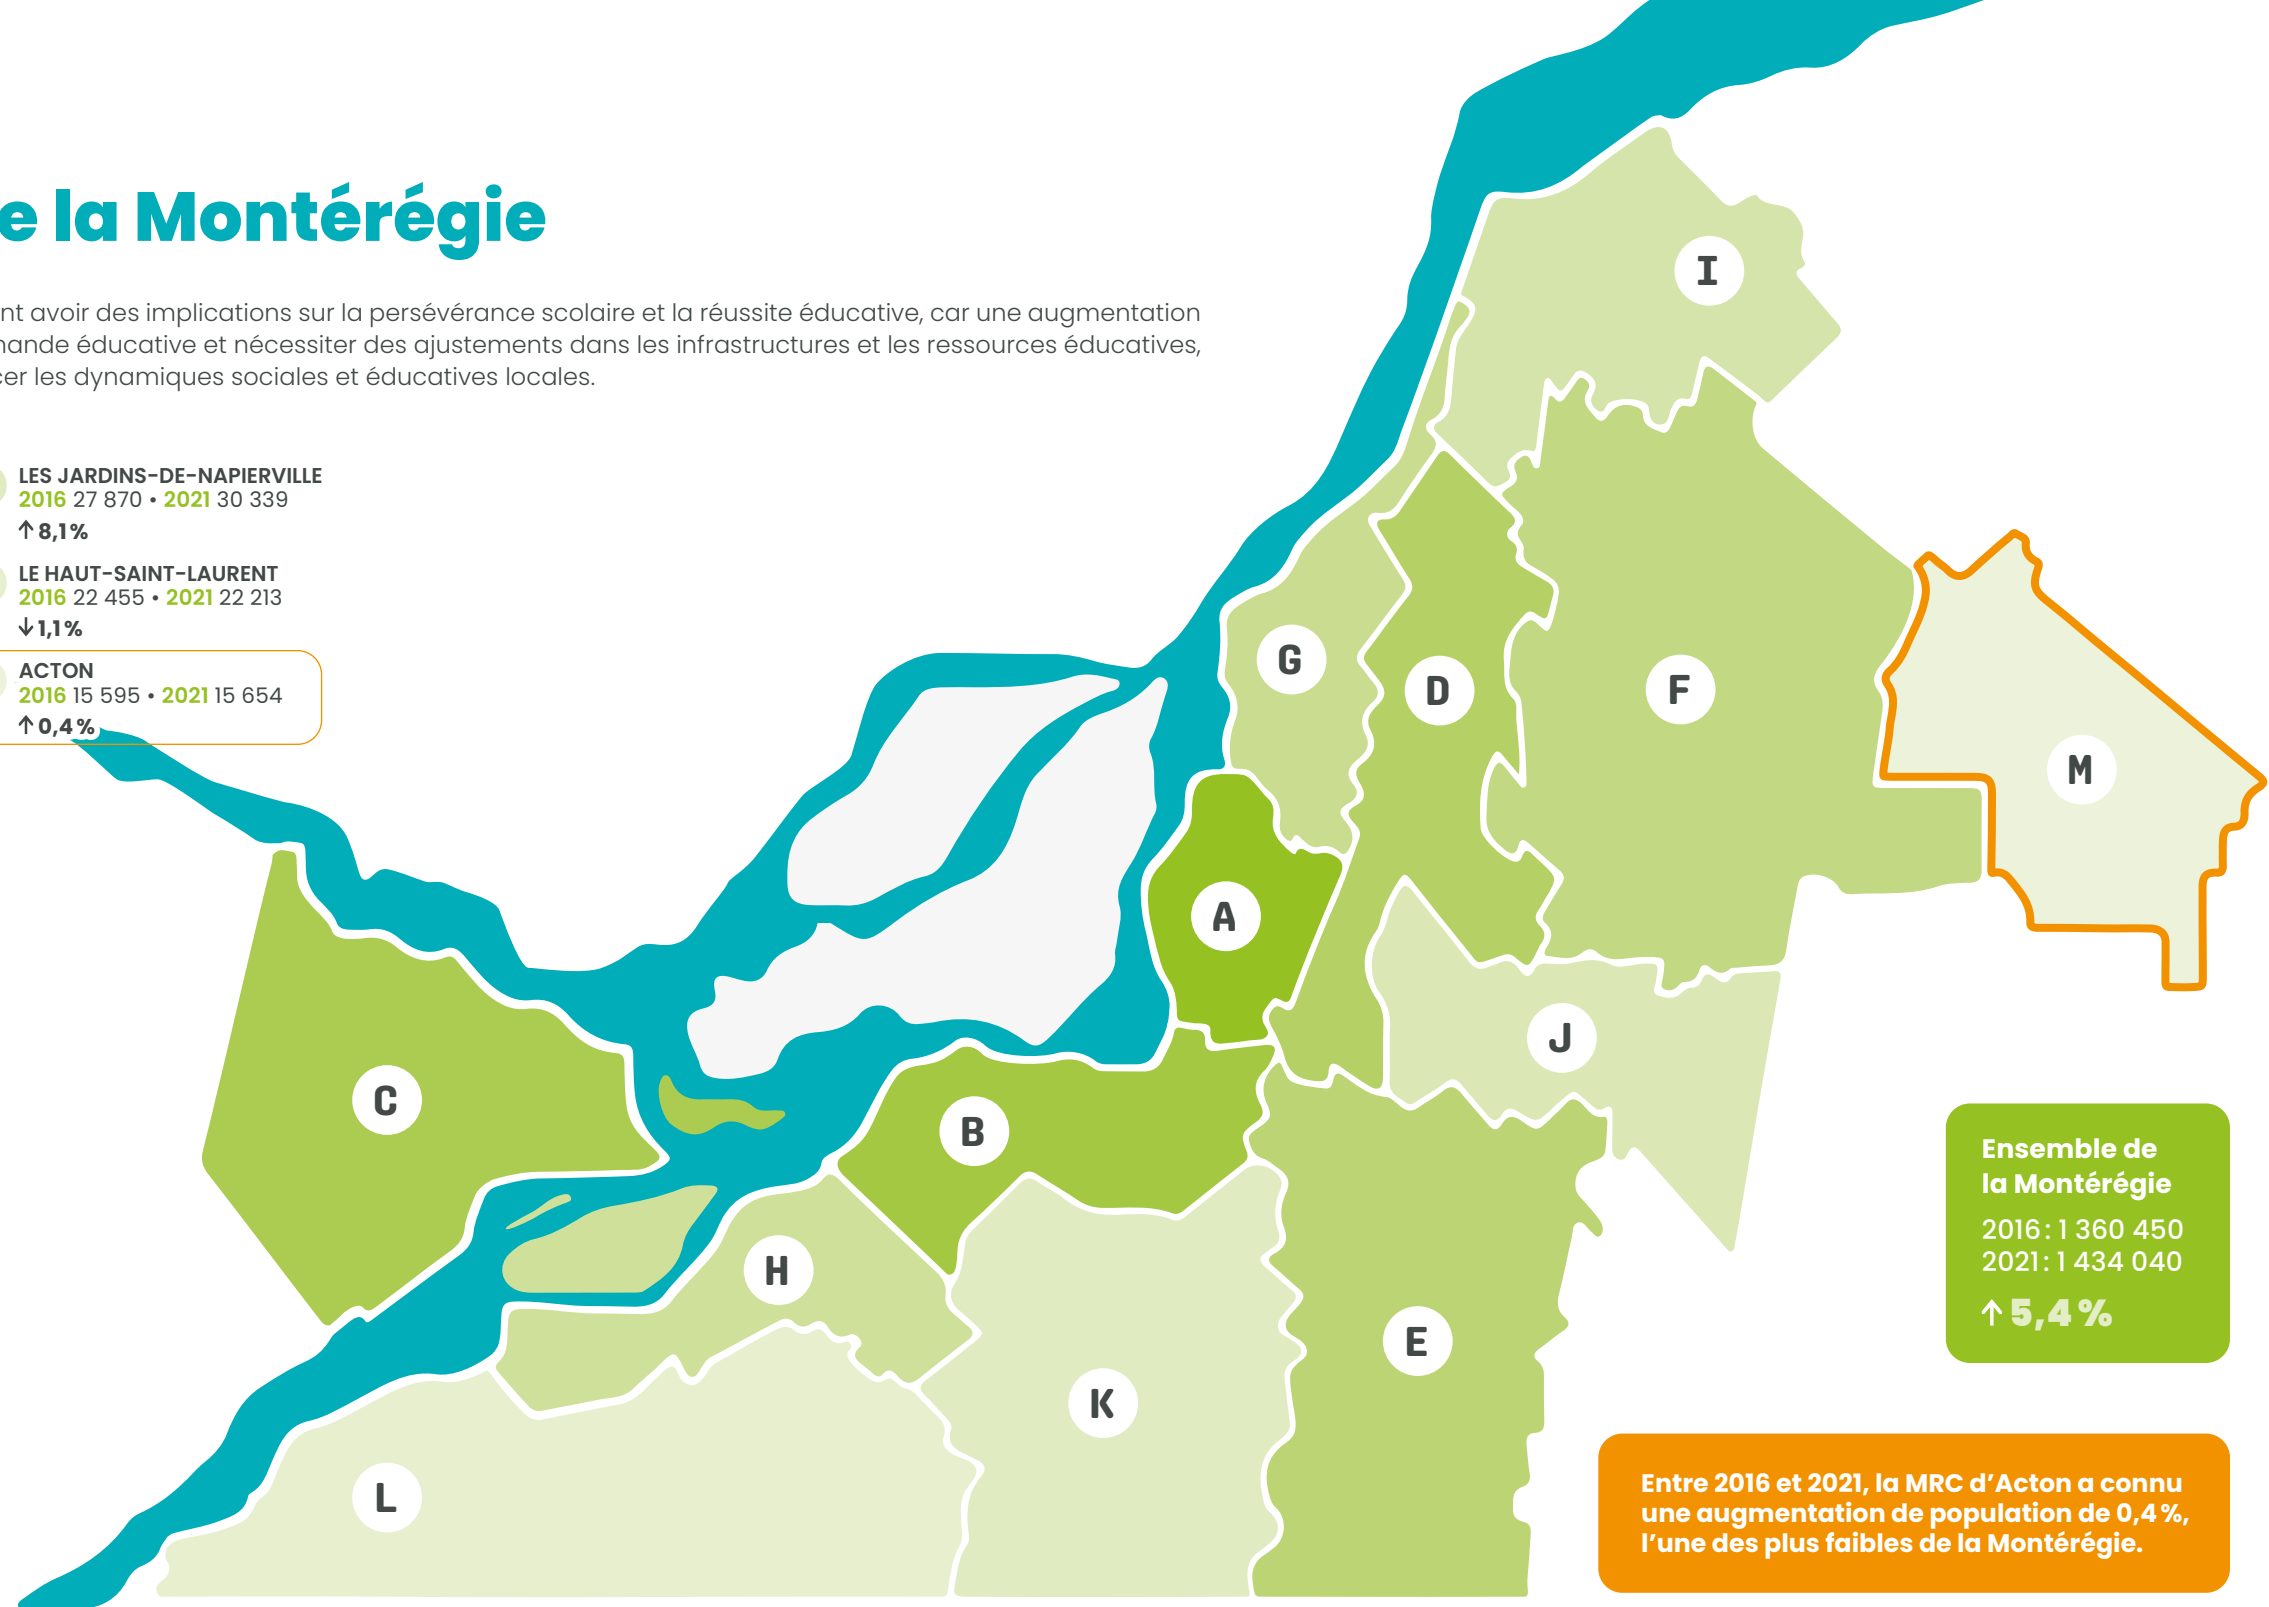 e la Montérégie
nt avoir des implications sur la persévérance scolaire et la réussite éducative, car une augmentation
nande éducative et nécessiter des ajustements dans les infrastructures et les ressources éducatives,
cer les dynamiques sociales et éducatives locales.
LES JARDINS-DE-NAPIERVILLE
2016 27 870 • 2021 30 339
↑ 8,1 %
LE HAUT-SAINT-LAURENT
2016 22 455 • 2021 22 213
↓ 1,1 %
ACTON
2016 15 595 • 2021 15 654
↑ 0,4 %
I
G
D
F
M
A
J
C
B
H
E
K
L
Ensemble de
la Montérégie
2016 : 1 360 450
2021 : 1 434 040
↑ 5,4 %
Entre 2016 et 2021, la MRC d’Acton a connu
une augmentation de population de 0,4 %,
l’une des plus faibles de la Montérégie.